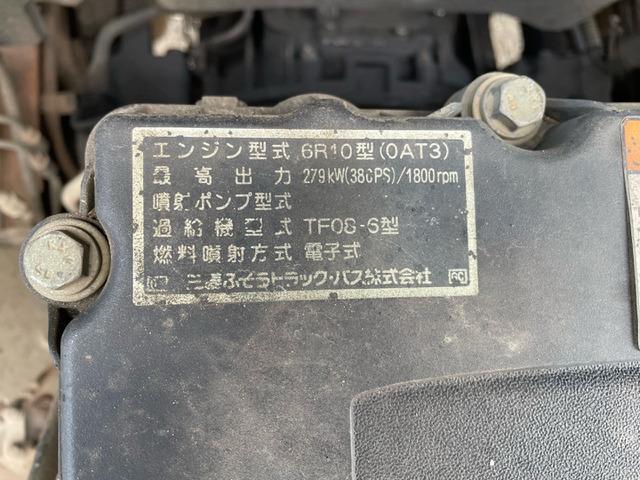 エンジン型式 6R10型(0AT3)
最高出力 279kW(380PS)/1800rpm
噴射ポンプ型式
過給機型式 TF08-6型
燃料噴射方式 電子式
三菱ふそうトラック・バス株式会社